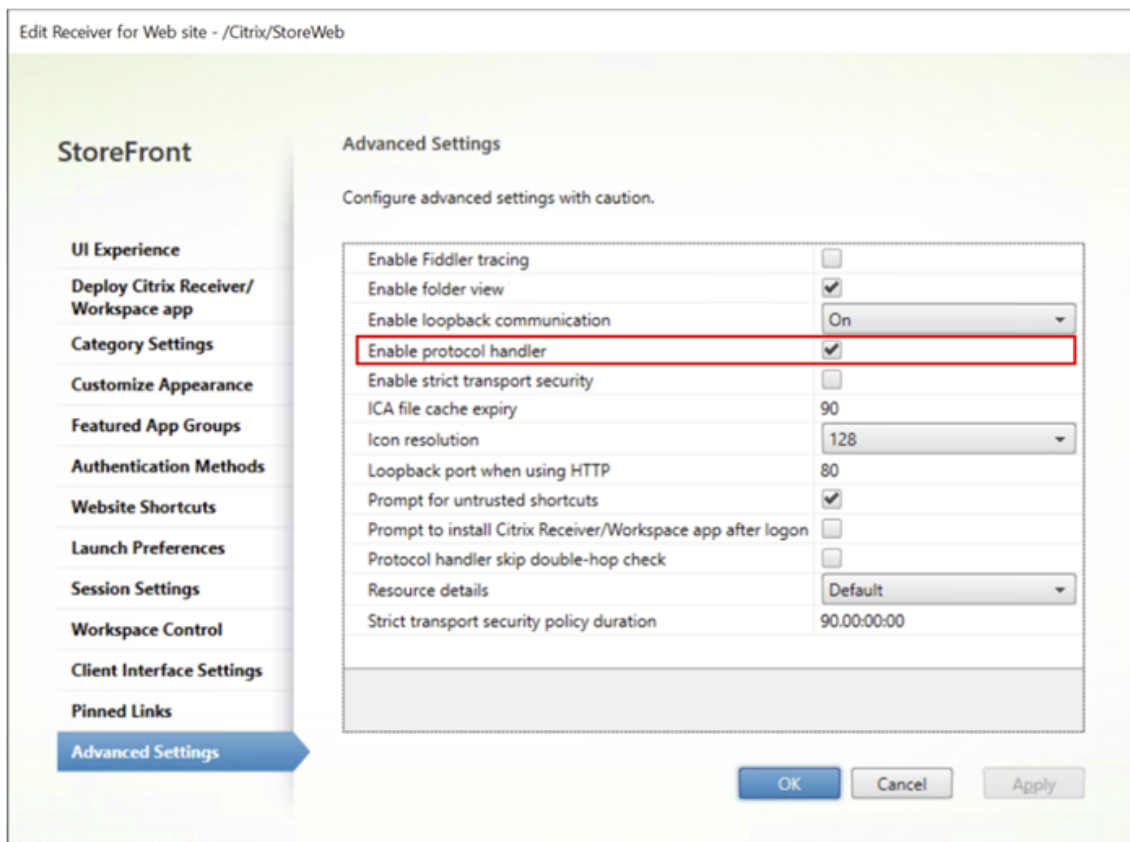 Edit Receiver for Web site - /Citrix/StoreWeb
StoreFront
UI Experience
Deploy Citrix Receiver/
Workspace app
Category Settings
Customize Appearance
Featured App Groups
Authentication Methods
Website Shortcuts
Launch Preferences
Session Settings
Workspace Control
Client Interface Settings
Pinned Links
Advanced Settings
Advanced Settings
Configure advanced settings with caution.
Enable Fiddler tracing
Enable folder view
Enable loopback communication On
Enable protocol handler
Enable strict transport security
ICA file cache expiry 90
Icon resolution 128
Loopback port when using HTTP 80
Prompt for untrusted shortcuts
Prompt to install Citrix Receiver/Workspace app after logon
Protocol handler skip double-hop check
Resource details Default
Strict transport security policy duration 90.00:00:00
OK Cancel Apply